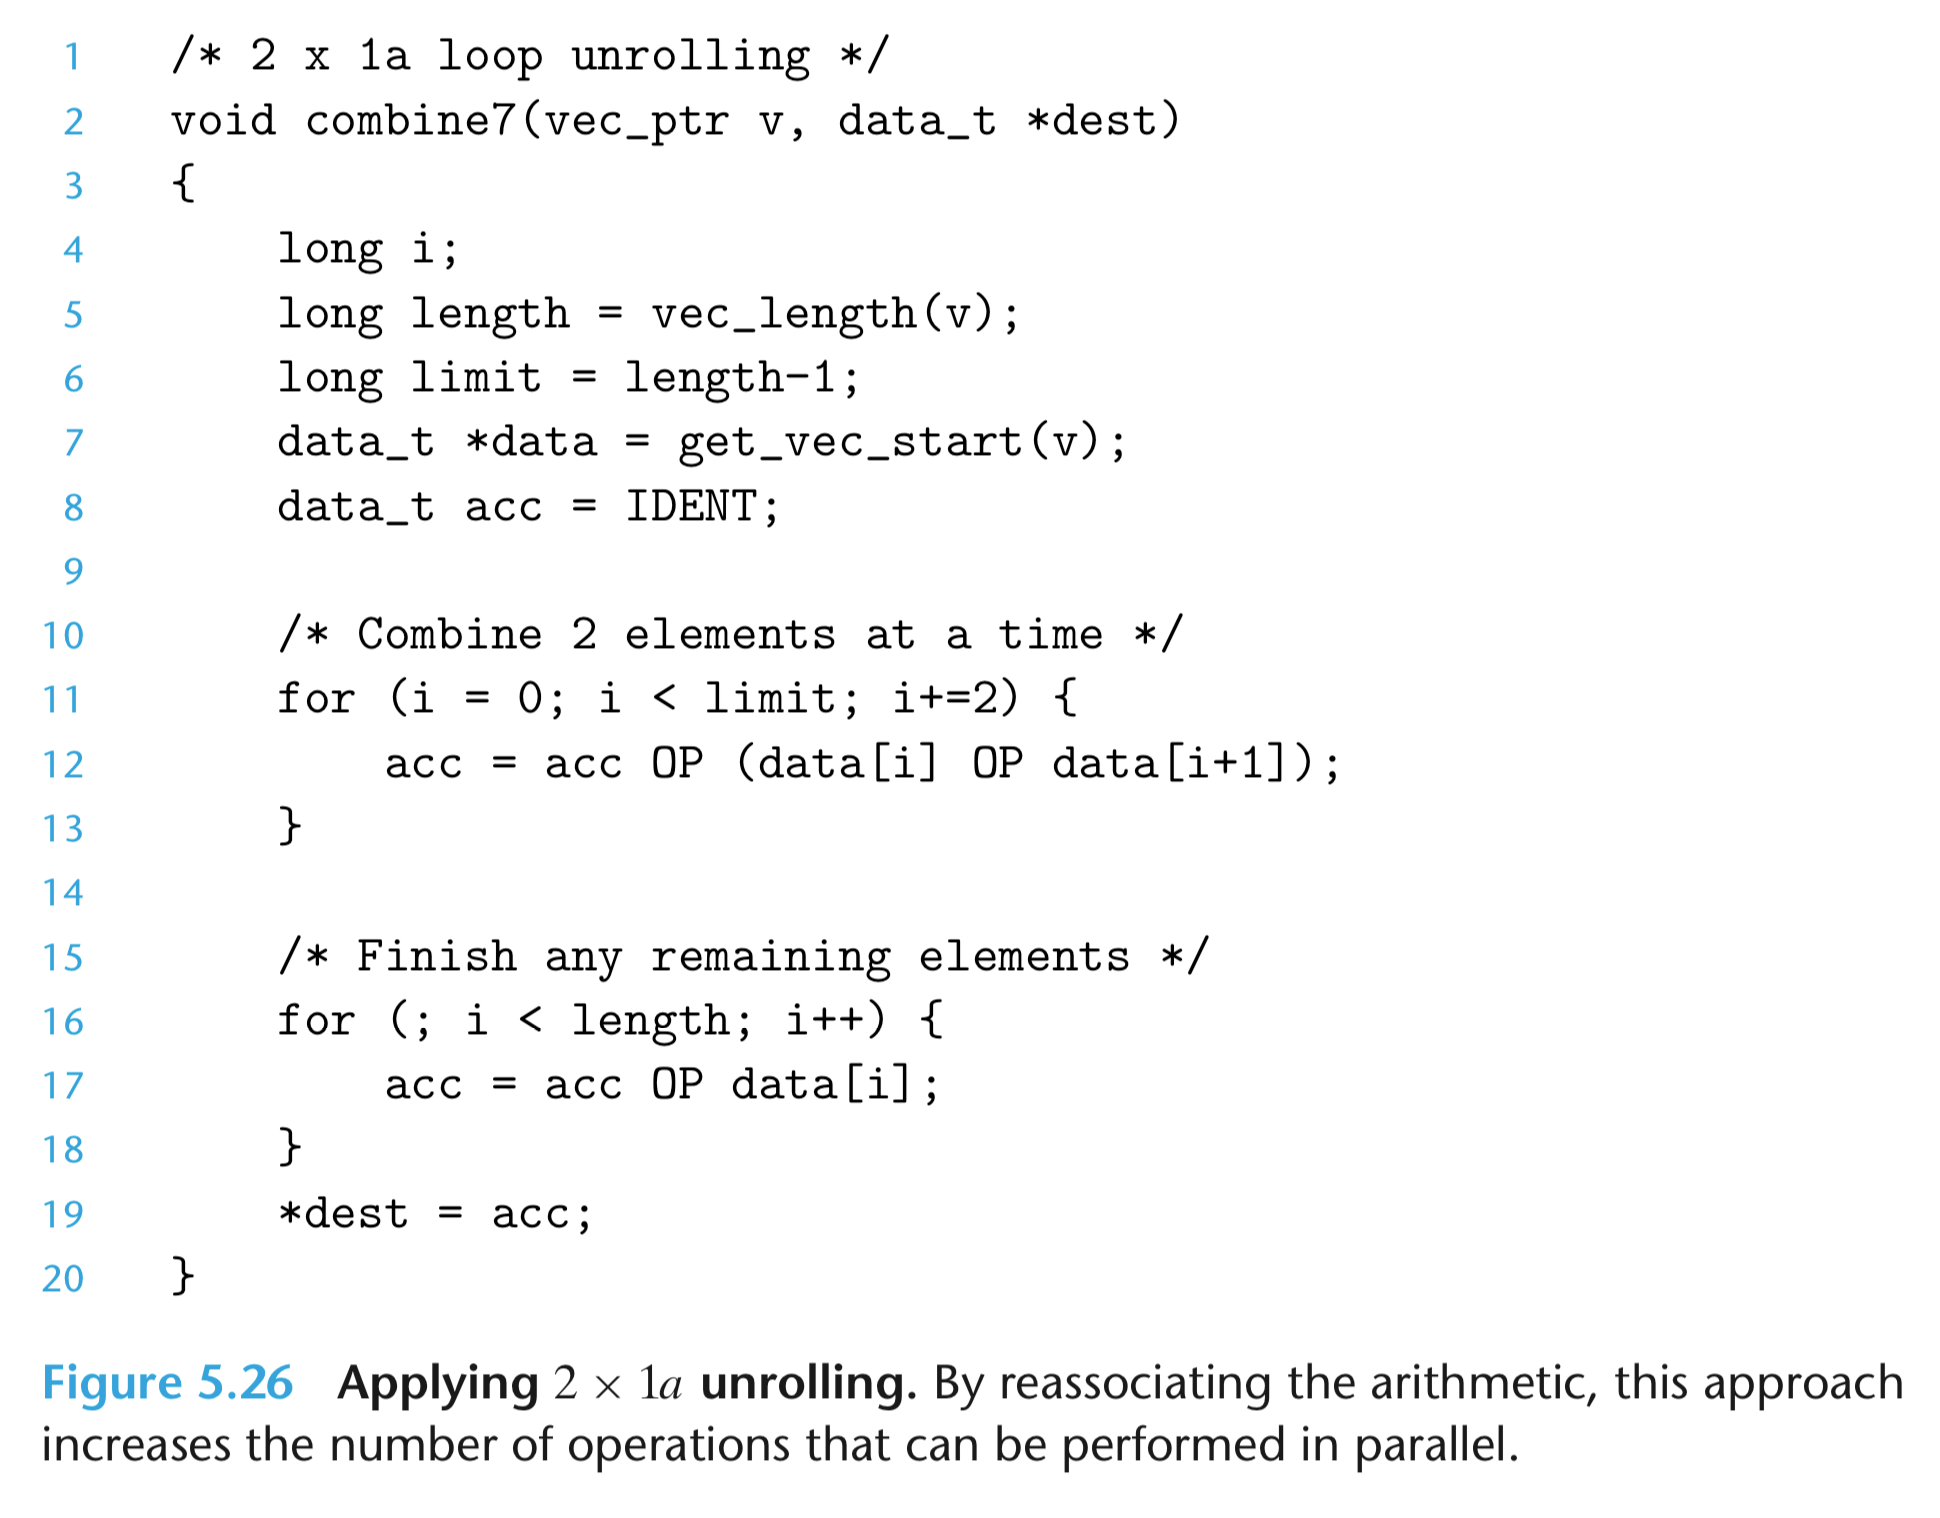 1 /* 2 x 1a loop unrolling */
2 void combine7(vec_ptr v, data_t *dest)
3 {
4     long i;
5     long length = vec_length(v);
6     long limit = length-1;
7     data_t *data = get_vec_start(v);
8     data_t acc = IDENT;
9
10     /* Combine 2 elements at a time */
11     for (i = 0; i < limit; i+=2) {
12         acc = acc OP (data[i] OP data[i+1]);
13     }
14
15     /* Finish any remaining elements */
16     for (; i < length; i++) {
17         acc = acc OP data[i];
18     }
19     *dest = acc;
20 }
Figure 5.26 Applying 2 × 1a unrolling. By reassociating the arithmetic, this approach
increases the number of operations that can be performed in parallel.